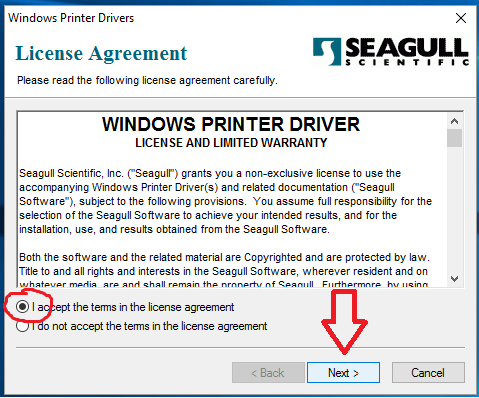 Windows Printer Drivers
License Agreement
SEAGULL
SCIENTIFIC
Please read the following license agreement carefully.
WINDOWS PRINTER DRIVER
LICENSE AND LIMITED WARRANTY
Seagull Scientific, Inc. ("Seagull") grants you a non-exclusive license to use the
accompanying Windows Printer Driver(s) and related documentation ("Seagull
Software"), subject to the following provisions. You assume full responsibility for the
selection of the Seagull Software to achieve your intended results, and for the
installation, use, and results obtained from the Seagull Software.
Both the software and the related material are Copyrighted and are protected by law.
Title to and all rights and interests in the Seagull Software, wherever resident and on
whatever media, are and shall remain the property of Seagull. Furthermore, by using
I accept the terms in the license agreement
I do not accept the terms in the license agreement
< Back
Next >
Cancel